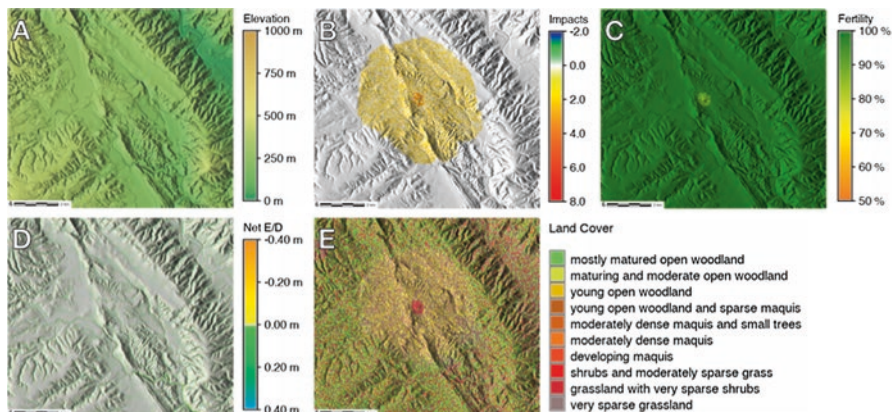 A
Elevation
1000 m
750 m
500 m
250 m
0 m
B
Impacts
-2.0
0.0
2.0
4.0
6.0
8.0
C
Fertility
100 %
90 %
80 %
70 %
60 %
50 %
D
Net E/D
-0.40 m
-0.20 m
0.00 m
0.20 m
0.40 m
E
Land Cover
mostly matured open woodland
maturing and moderate open woodland
young open woodland
young open woodland and sparse maquis
moderately dense maquis and small trees
moderately dense maquis
developing maquis
shrubs and moderately sparse grass
grassland with very sparse shrubs
very sparse grassland